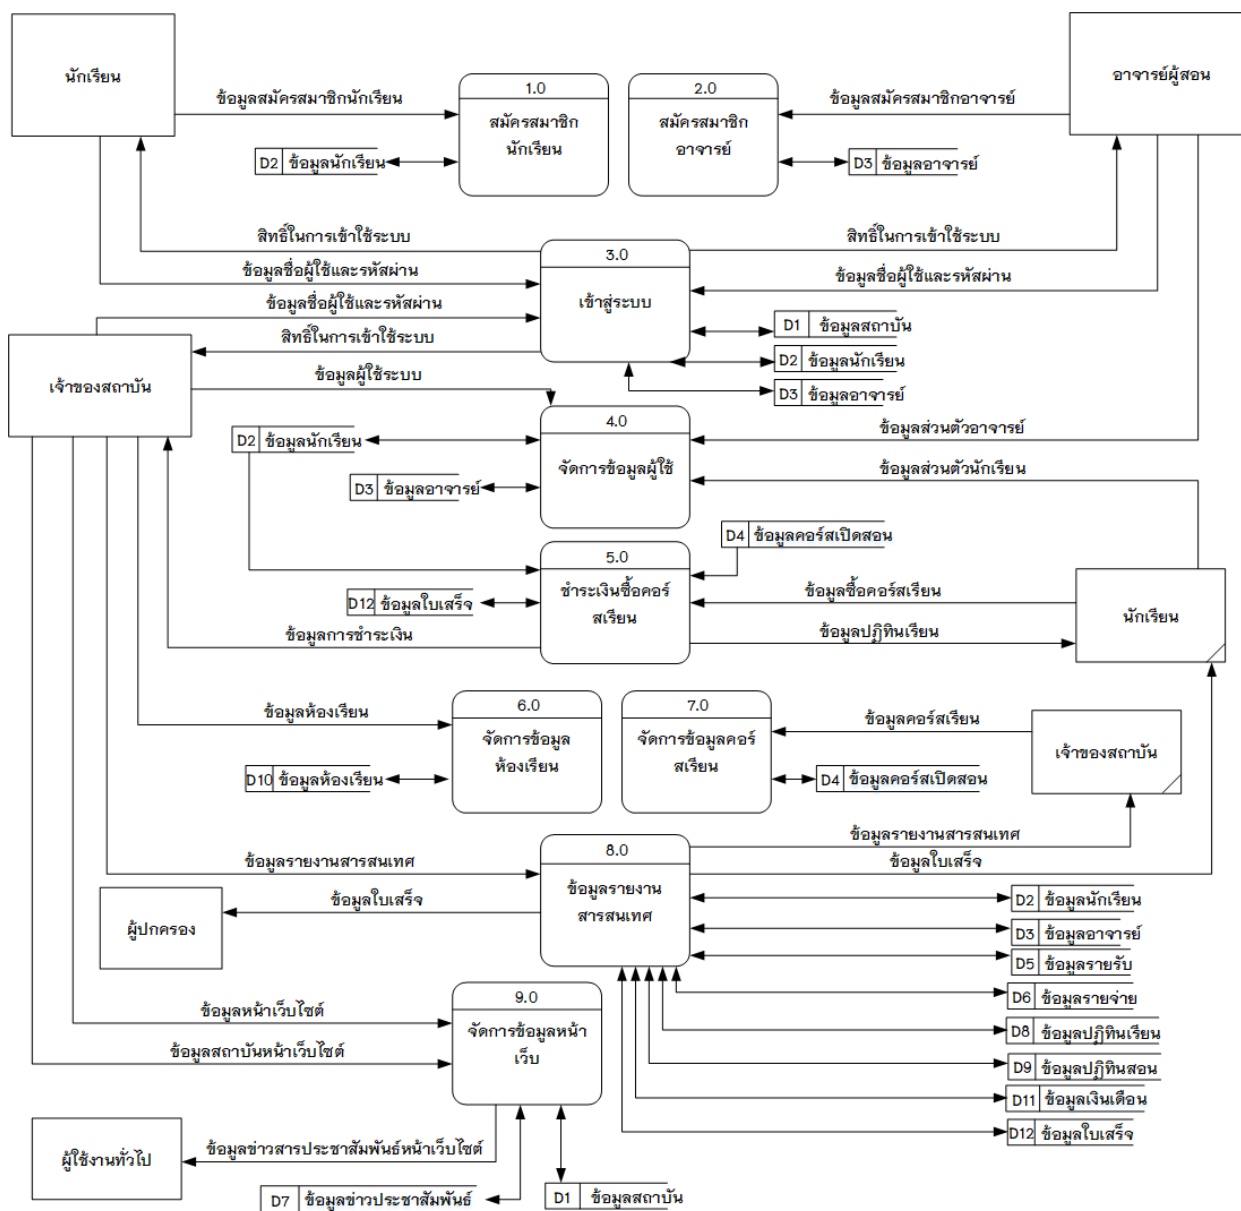 นักเรียน
อาจารย์ผู้สอน
ข้อมูลสมัครสมาชิกนักเรียน
1.0
สมัครสมาชิก
นักเรียน
2.0
สมัครสมาชิก
อาจารย์
ข้อมูลสมัครสมาชิกอาจารย์
D2 ข้อมูลนักเรียน
D3 ข้อมูลอาจารย์
สิทธิ์ในการเข้าใช้ระบบ
3.0
เข้าสู่ระบบ
สิทธิ์ในการเข้าใช้ระบบ
ข้อมูลชื่อผู้ใช้และรหัสผ่าน
ข้อมูลชื่อผู้ใช้และรหัสผ่าน
ข้อมูลชื่อผู้ใช้และรหัสผ่าน
สิทธิ์ในการเข้าใช้ระบบ
D1 ข้อมูลสถาบัน
D2 ข้อมูลนักเรียน
D3 ข้อมูลอาจารย์
เจ้าของสถาบัน
ข้อมูลผู้ใช้ระบบ
4.0
จัดการข้อมูลผู้ใช้
D2 ข้อมูลนักเรียน
D3 ข้อมูลอาจารย์
ข้อมูลส่วนตัวอาจารย์
ข้อมูลส่วนตัวนักเรียน
D4 ข้อมูลคอร์สเปิดสอน
5.0
ชำระเงินซื้อคอร์
สเรียน
D12 ข้อมูลใบเสร็จ
ข้อมูลการชำระเงิน
ข้อมูลซื้อคอร์สเรียน
ข้อมูลปฏิทินเรียน
นักเรียน
ข้อมูลห้องเรียน
6.0
จัดการข้อมูล
ห้องเรียน
7.0
จัดการข้อมูลคอร์
สเรียน
ข้อมูลคอร์สเรียน
เจ้าของสถาบัน
D10 ข้อมูลห้องเรียน
D4 ข้อมูลคอร์สเปิดสอน
ข้อมูลรายงานสารสนเทศ
8.0
ข้อมูลรายงาน
สารสนเทศ
ข้อมูลรายงานสารสนเทศ
ข้อมูลใบเสร็จ
ข้อมูลใบเสร็จ
ผู้ปกครอง
D2 ข้อมูลนักเรียน
D3 ข้อมูลอาจารย์
D5 ข้อมูลรายรับ
D6 ข้อมูลรายจ่าย
D8 ข้อมูลปฏิทินเรียน
D9 ข้อมูลปฏิทินสอน
D11 ข้อมูลเงินเดือน
D12 ข้อมูลใบเสร็จ
ข้อมูลหน้าเว็บไซต์
ข้อมูลสถาบันหน้าเว็บไซต์
9.0
จัดการข้อมูลหน้า
เว็บ
ผู้ใช้งานทั่วไป
ข้อมูลข่าวสารประชาสัมพันธ์หน้าเว็บไซต์
D7 ข้อมูลข่าวประชาสัมพันธ์
D1 ข้อมูลสถาบัน